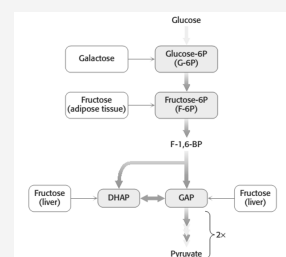 Glucose
Galactose
Glucose-6P
(G-6P)
Fructose
(adipose tissue)
Fructose-6P
(F-6P)
F-1,6-BP
Fructose
(liver)
DHAP
GAP
Fructose
(liver)
2×
Pyruvate